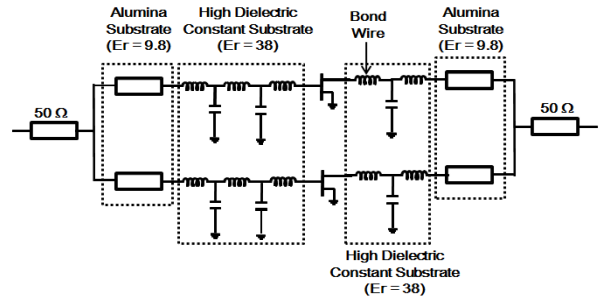 Alumina
Substrate
(Er = 9.8)
High Dielectric
Constant Substrate
(Er = 38)
Bond
Wire
Alumina
Substrate
(Er = 9.8)
50 Ω
50 Ω
High Dielectric
Constant Substrate
(Er = 38)